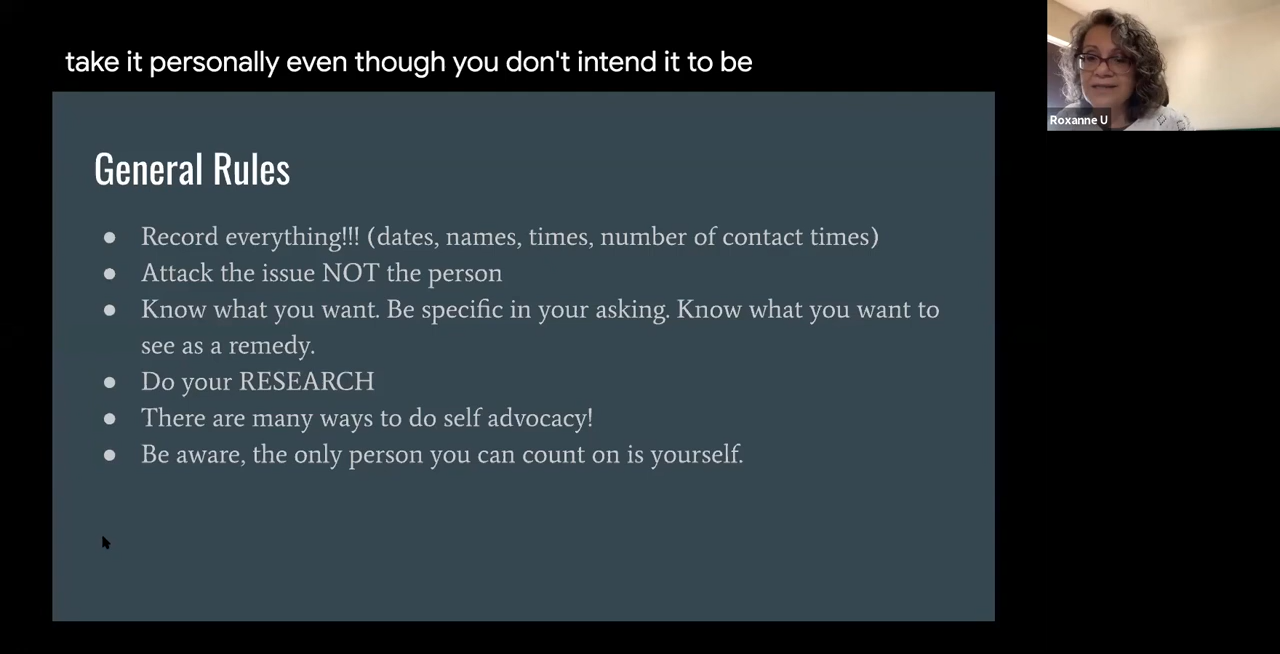 take it personally even though you don't intend it to be
Roxanne U
General Rules
● Record everything!!! (dates, names, times, number of contact times)
● Attack the issue NOT the person
● Know what you want. Be specific in your asking. Know what you want to
see as a remedy.
● Do your RESEARCH
● There are many ways to do self advocacy!
● Be aware, the only person you can count on is yourself.